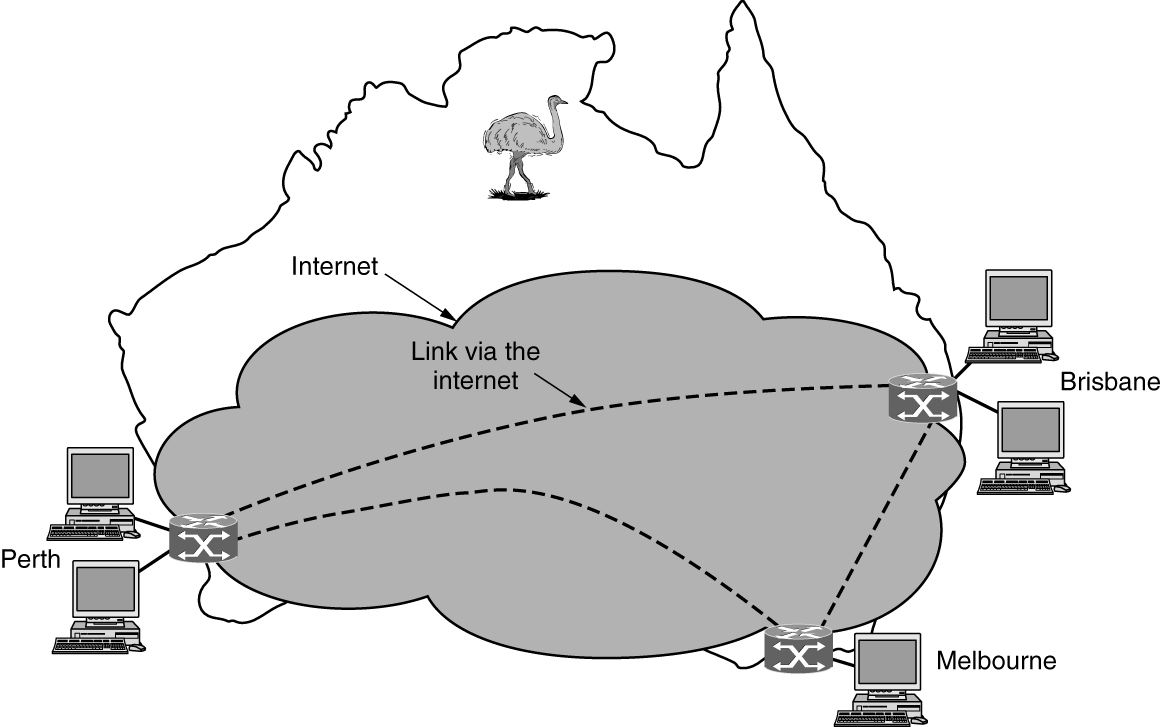 Internet
Link via the
internet
Brisbane
Perth
Melbourne